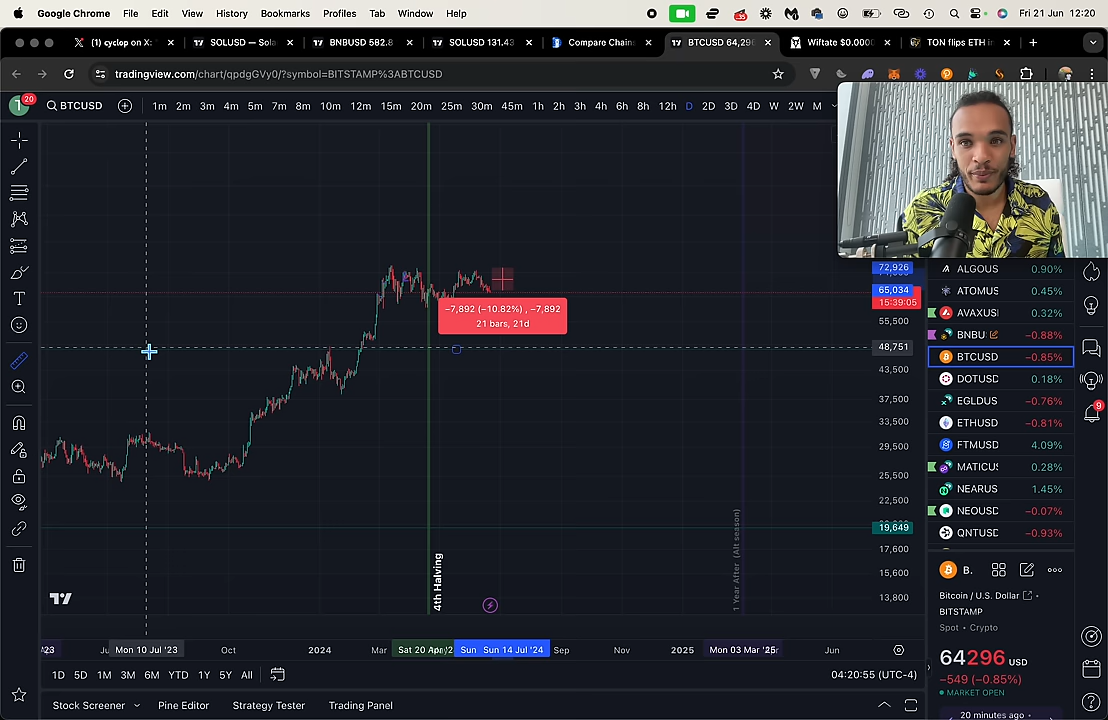 Google Chrome File Edit View History Bookmarks Profiles Tab Window Help Fri 21 Jun 12:20
(1) cyclop on X: SOLUSD — Sola BNBUSD 582.8 SOLUSD 131.43 Compare Chains BTCUSD 64,296 Wiftate $0.0000 TON flips ETH in
tradingview.com/chart/qpdgGVy0/?symbol=BITSTAMP%3ABTCUSD
1 20 BTCUSD 1m 2m 3m 4m 5m 7m 8m 10m 12m 15m 20m 25m 30m 45m 1h 2h 3h 4h 6h 8h 12h D 2D 3D 4D W 2W M
72,926
65,034
15:39:05
55,500
48,751
43,500
37,500
33,500
29,500
25,500
22,500
19,649
17,600
15,600
13,800
−7,892 (−10.82%) , −7,892
21 bars, 21d
4th Halving
1 Year After (Alt season)
ALGOUS 0.90%
ATOMUS 0.45%
AVAXUS 0.32%
BNBU −0.88%
BTCUSD −0.85%
DOTUSD 0.18%
EGLDUS −0.76%
ETHUSD −0.81%
FTMUSD 4.09%
MATICUS 0.28%
NEARUS 1.45%
NEOUSD −0.07%
QNTUSD −0.93%
9
B.
Bitcoin / U.S. Dollar
BITSTAMP
Spot • Crypto
64296 USD
−549 (−0.85%)
MARKET OPEN
20 minutes ago
Mon 10 Jul '23 Oct 2024 Mar Sat 20 Apr Sun Sun 14 Jul '24 Sep Nov 2025 Mon 03 Mar '25 Jun
1D 5D 1M 3M 6M YTD 1Y 5Y All 04:20:55 (UTC-4)
Stock Screener Pine Editor Strategy Tester Trading Panel